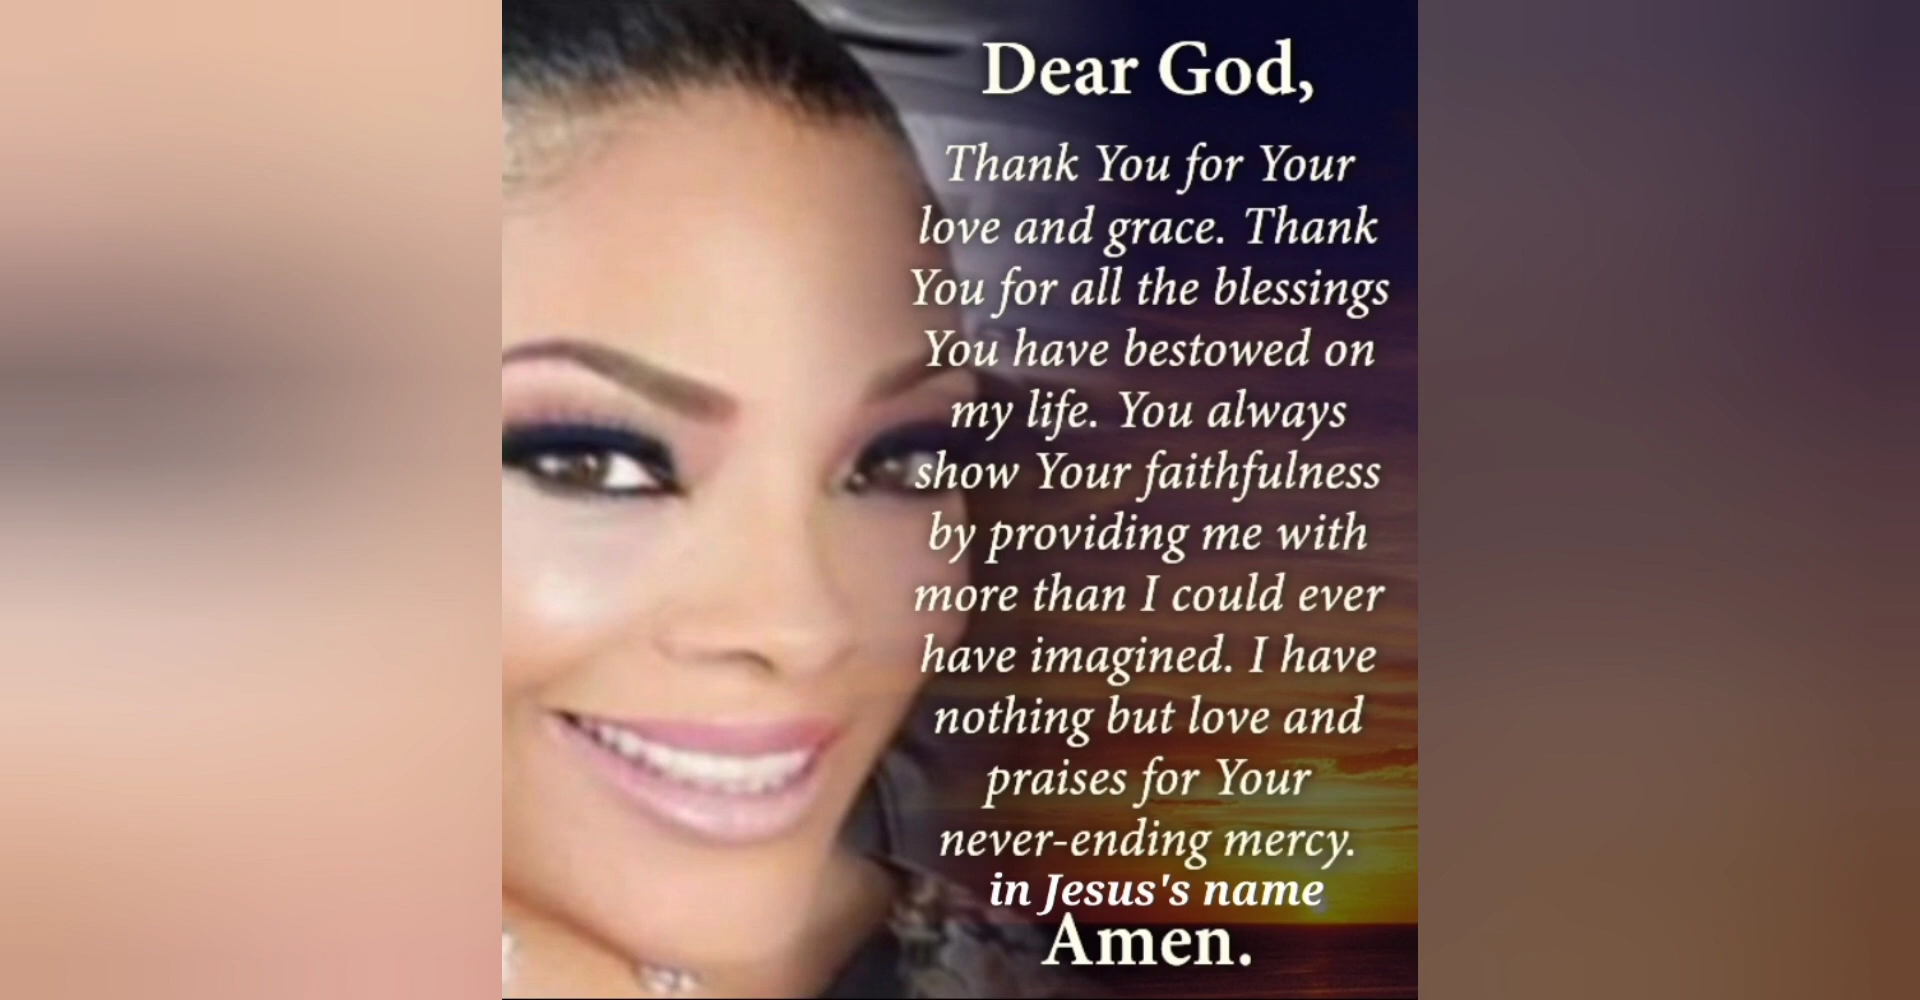 Dear God,
Thank You for Your
love and grace. Thank
You for all the blessings
You have bestowed on
my life. You always
show Your faithfulness
by providing me with
more than I could ever
have imagined. I have
nothing but love and
praises for Your
never-ending mercy.
in Jesus's name
Amen.